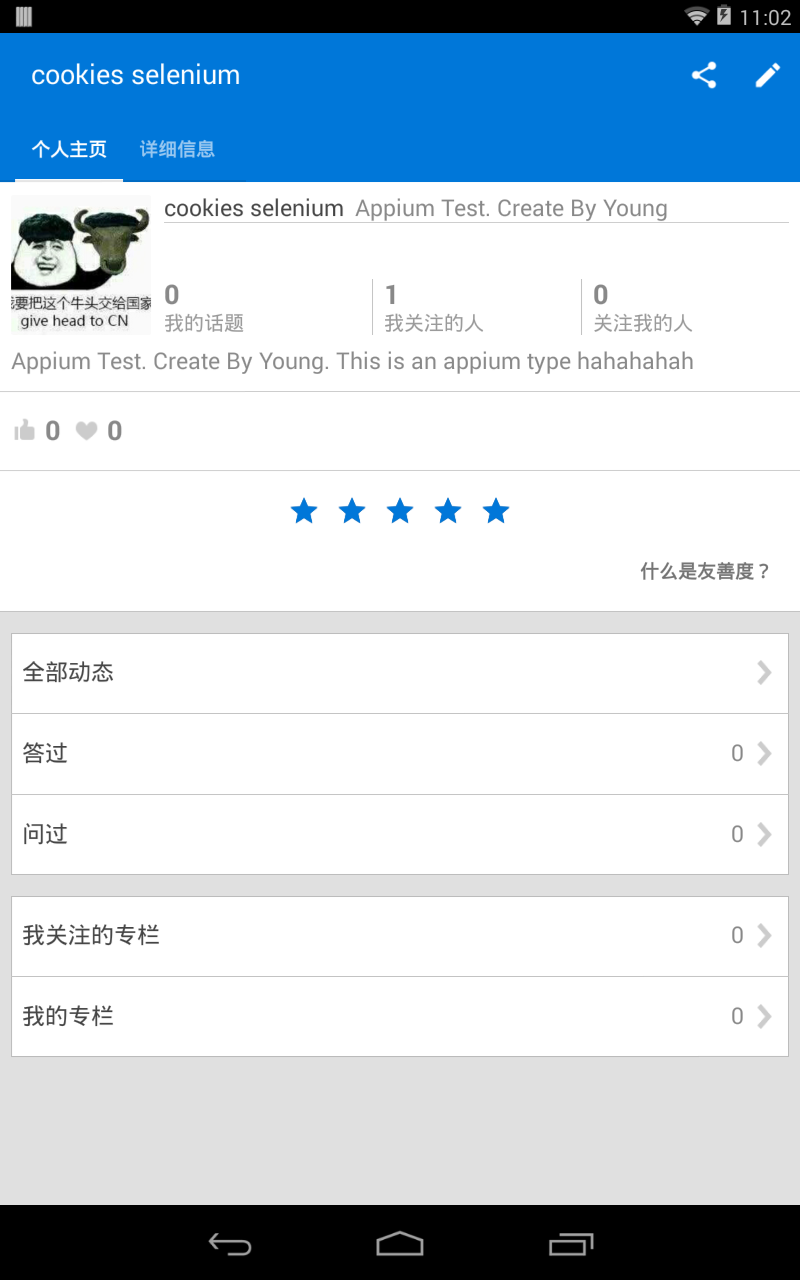 11:02
cookies selenium
个人主页 详细信息
cookies selenium Appium Test. Create By Young
要把这个牛头交给国家
give head to CN
0 1 0
我的话题 我关注的人 关注我的人
Appium Test. Create By Young. This is an appium type hahahahah
0 0
什么是友善度？
全部动态
答过 0
问过 0
我关注的专栏 0
我的专栏 0